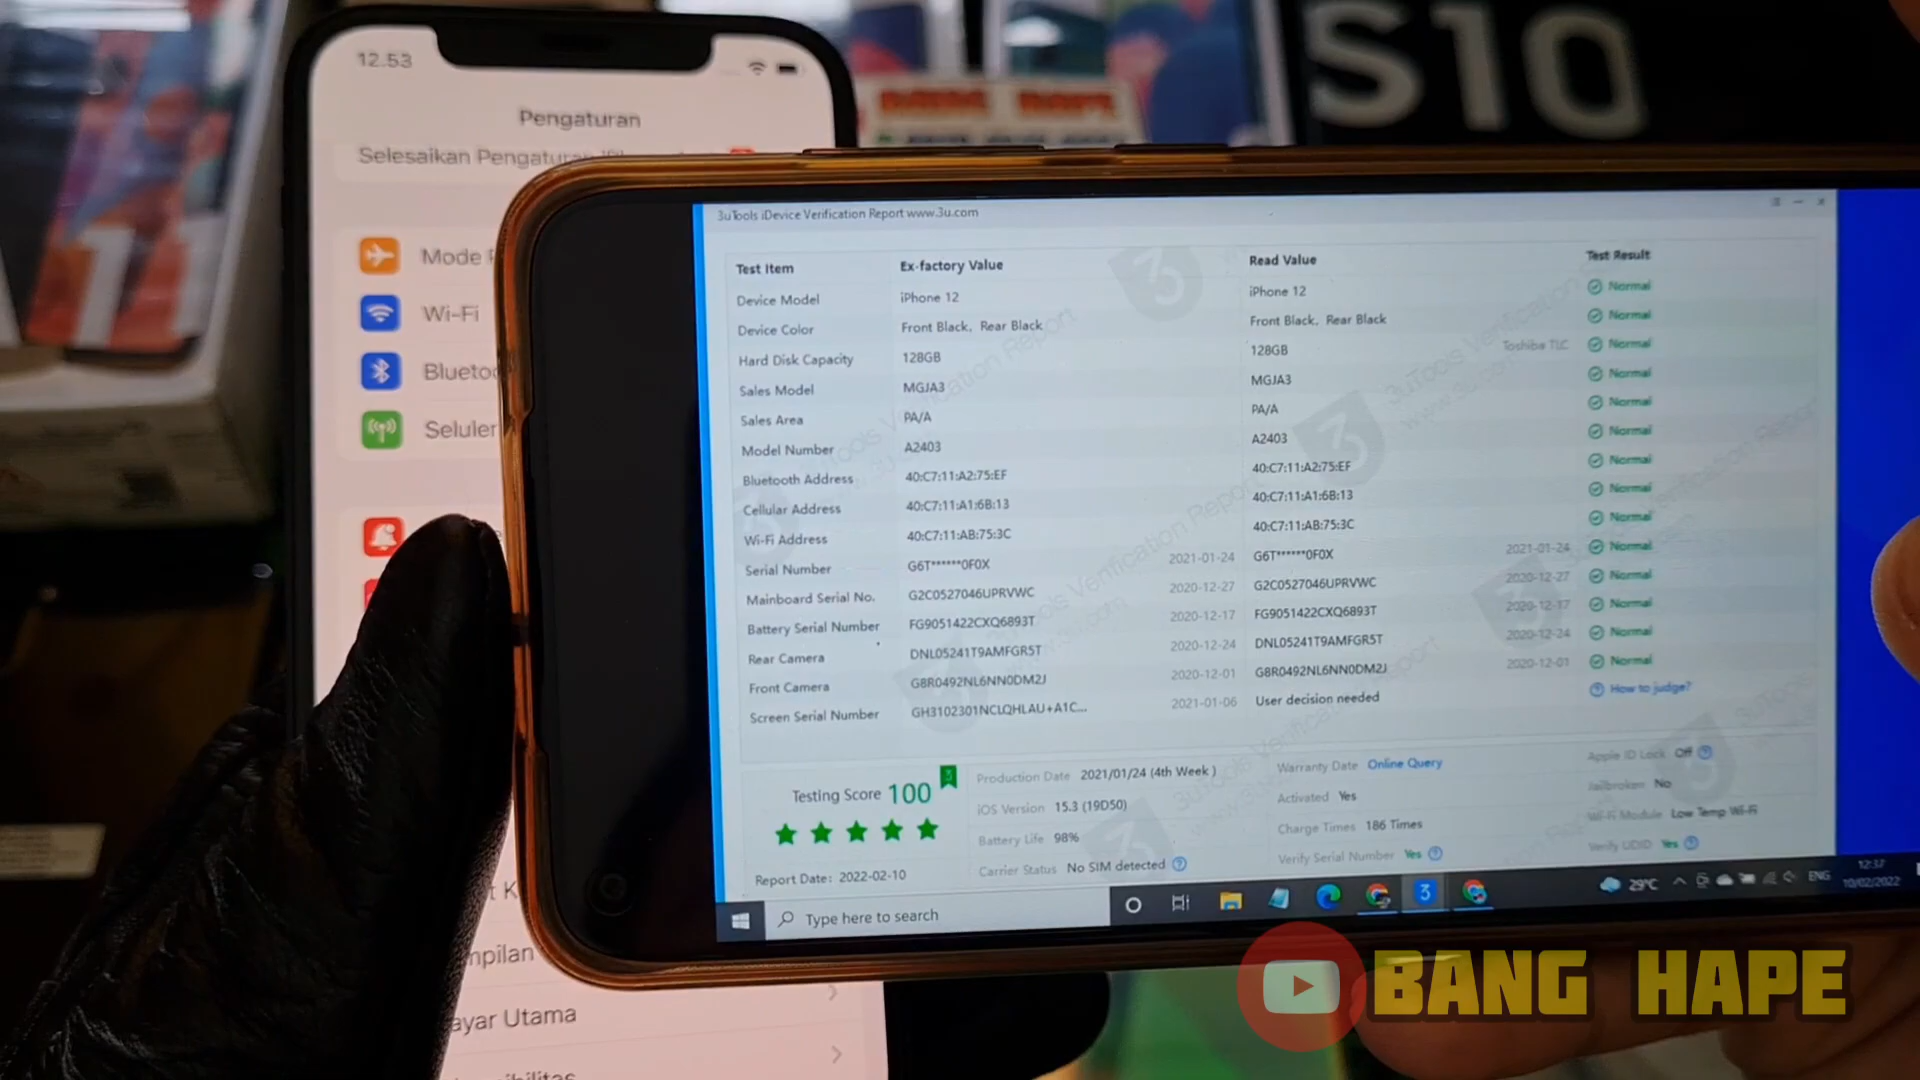 12.53
Pengaturan
Selesaikan Pengaturan
Mode
Wi-Fi
Seluler
S10
BANG HAPE
11
3uTools iDevice Verification Report www.3u.com
Test Item Ex-factory Value Read Value Test Result
Device Model iPhone 12 iPhone 12 Normal
Device Color Front Black, Rear Black Front Black, Rear Black Normal
Hard Disk Capacity 128GB 128GB Toshiba TLC Normal
Sales Model MGJA3 MGJA3 Normal
Sales Area PA/A PA/A Normal
Model Number A2403 A2403 Normal
Bluetooth Address 40:C7:11:A2:75:EF 40:C7:11:A2:75:EF Normal
Cellular Address 40:C7:11:A1:6B:13 40:C7:11:A1:6B:13 Normal
Wi-Fi Address 40:C7:11:AB:75:3C 40:C7:11:AB:75:3C Normal
Serial Number G6T******0F0X 2021-01-24 G6T******0F0X 2021-01-24 Normal
Mainboard Serial No. G2C0527046UPRVWC 2020-12-27 G2C0527046UPRVWC 2020-12-27 Normal
Battery Serial Number FG9051422CXQ6893T 2020-12-17 FG9051422CXQ6893T 2020-12-17 Normal
Rear Camera DNL05241T9AMFGR5T 2020-12-24 DNL05241T9AMFGR5T 2020-12-24 Normal
Front Camera G8R0492NL6NN0DM2J 2020-12-01 G8R0492NL6NN0DM2J 2020-12-01 Normal
Screen Serial Number GH3102301NCLQHLAU+A1C... 2021-01-06 User decision needed How to judge?
Testing Score 100
Production Date 2021/01/24 (4th Week) Warranty Date Online Query Apple ID Lock Off
iOS Version 15.3 (19D50) Activated Yes Jailbroken No
Battery Life 98% Charge Times 186 Times Wi-Fi Module Low Temp Wi-Fi
Carrier Status No SIM detected Verify Serial Number Yes Verify UDID Yes
Report Date: 2022-02-10
Type here to search
29°C ENG 12:37
10/02/2022
ayar Utama
BANG HAPE